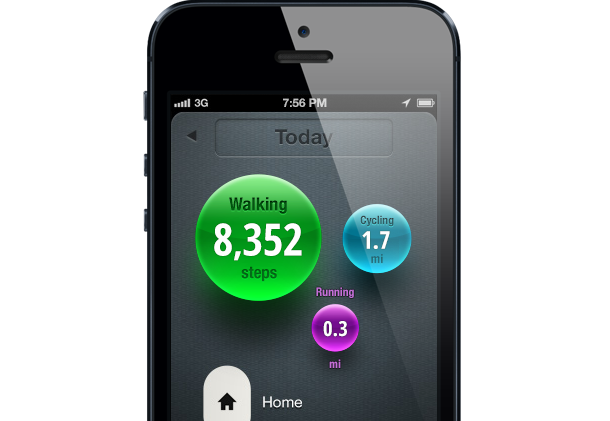 3G 7:56 PM
Today
Walking
8,352
steps
Cycling
1.7
mi
Running
0.3
mi
Home